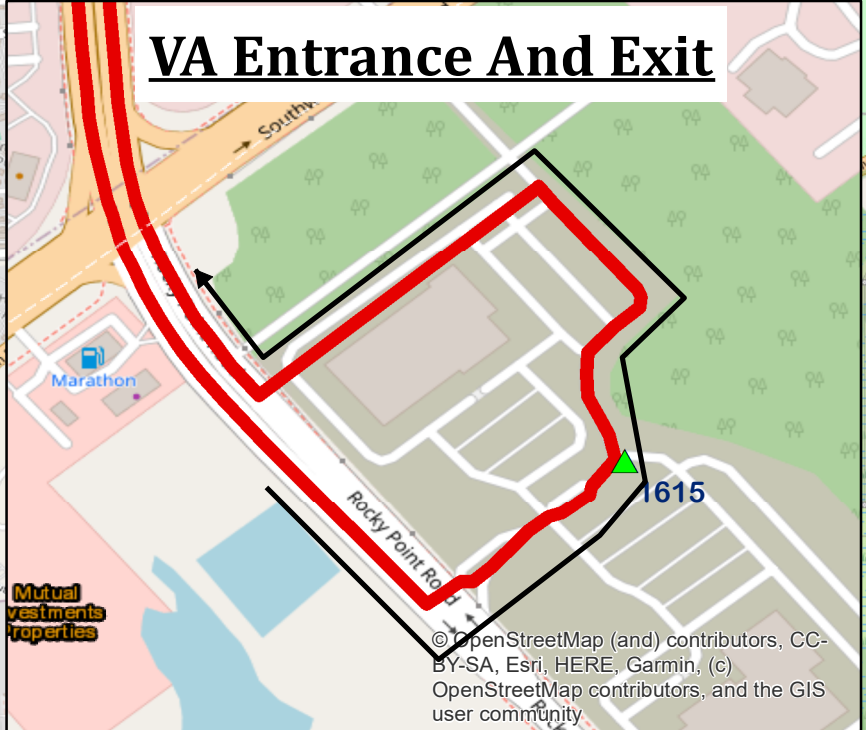 VA Entrance And Exit
Marathon
1615
Rocky Point Road
Mutual
vestments
Properties
© OpenStreetMap (and) contributors, CC-
BY-SA, Esri, HERE, Garmin, (c)
OpenStreetMap contributors, and the GIS
user community